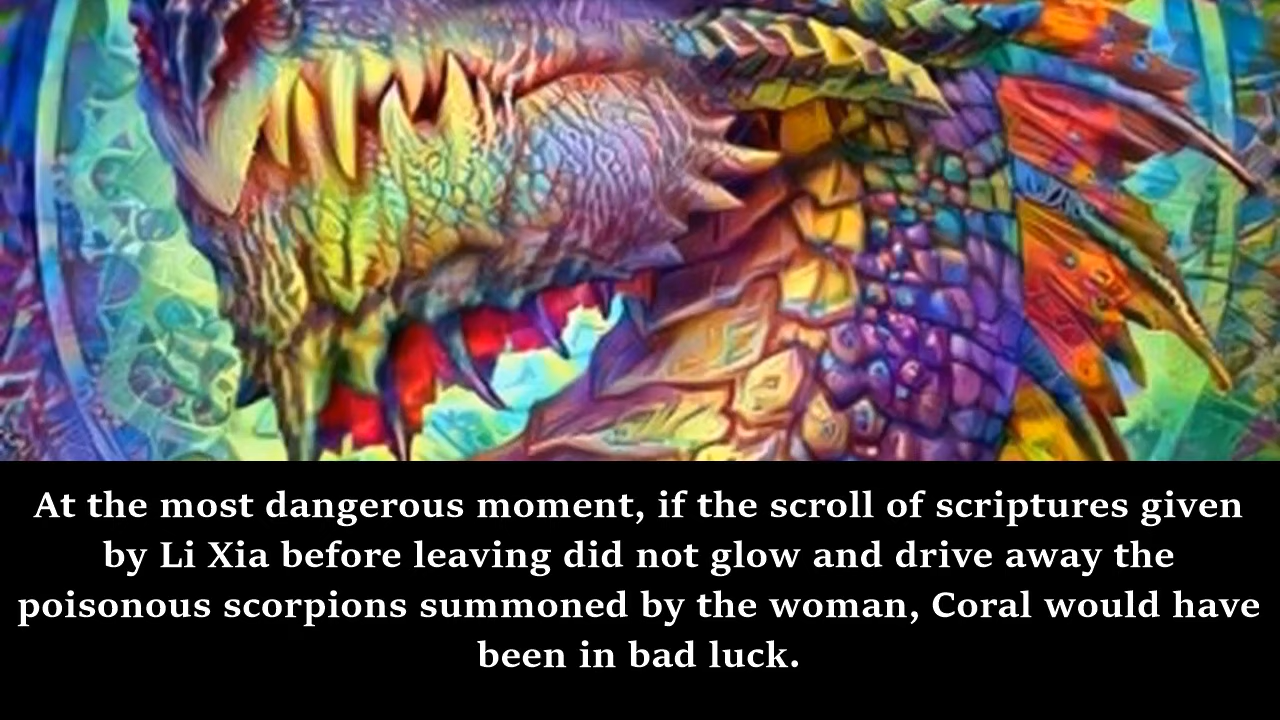 At the most dangerous moment, if the scroll of scriptures given
by Li Xia before leaving did not glow and drive away the
poisonous scorpions summoned by the woman, Coral would have
been in bad luck.